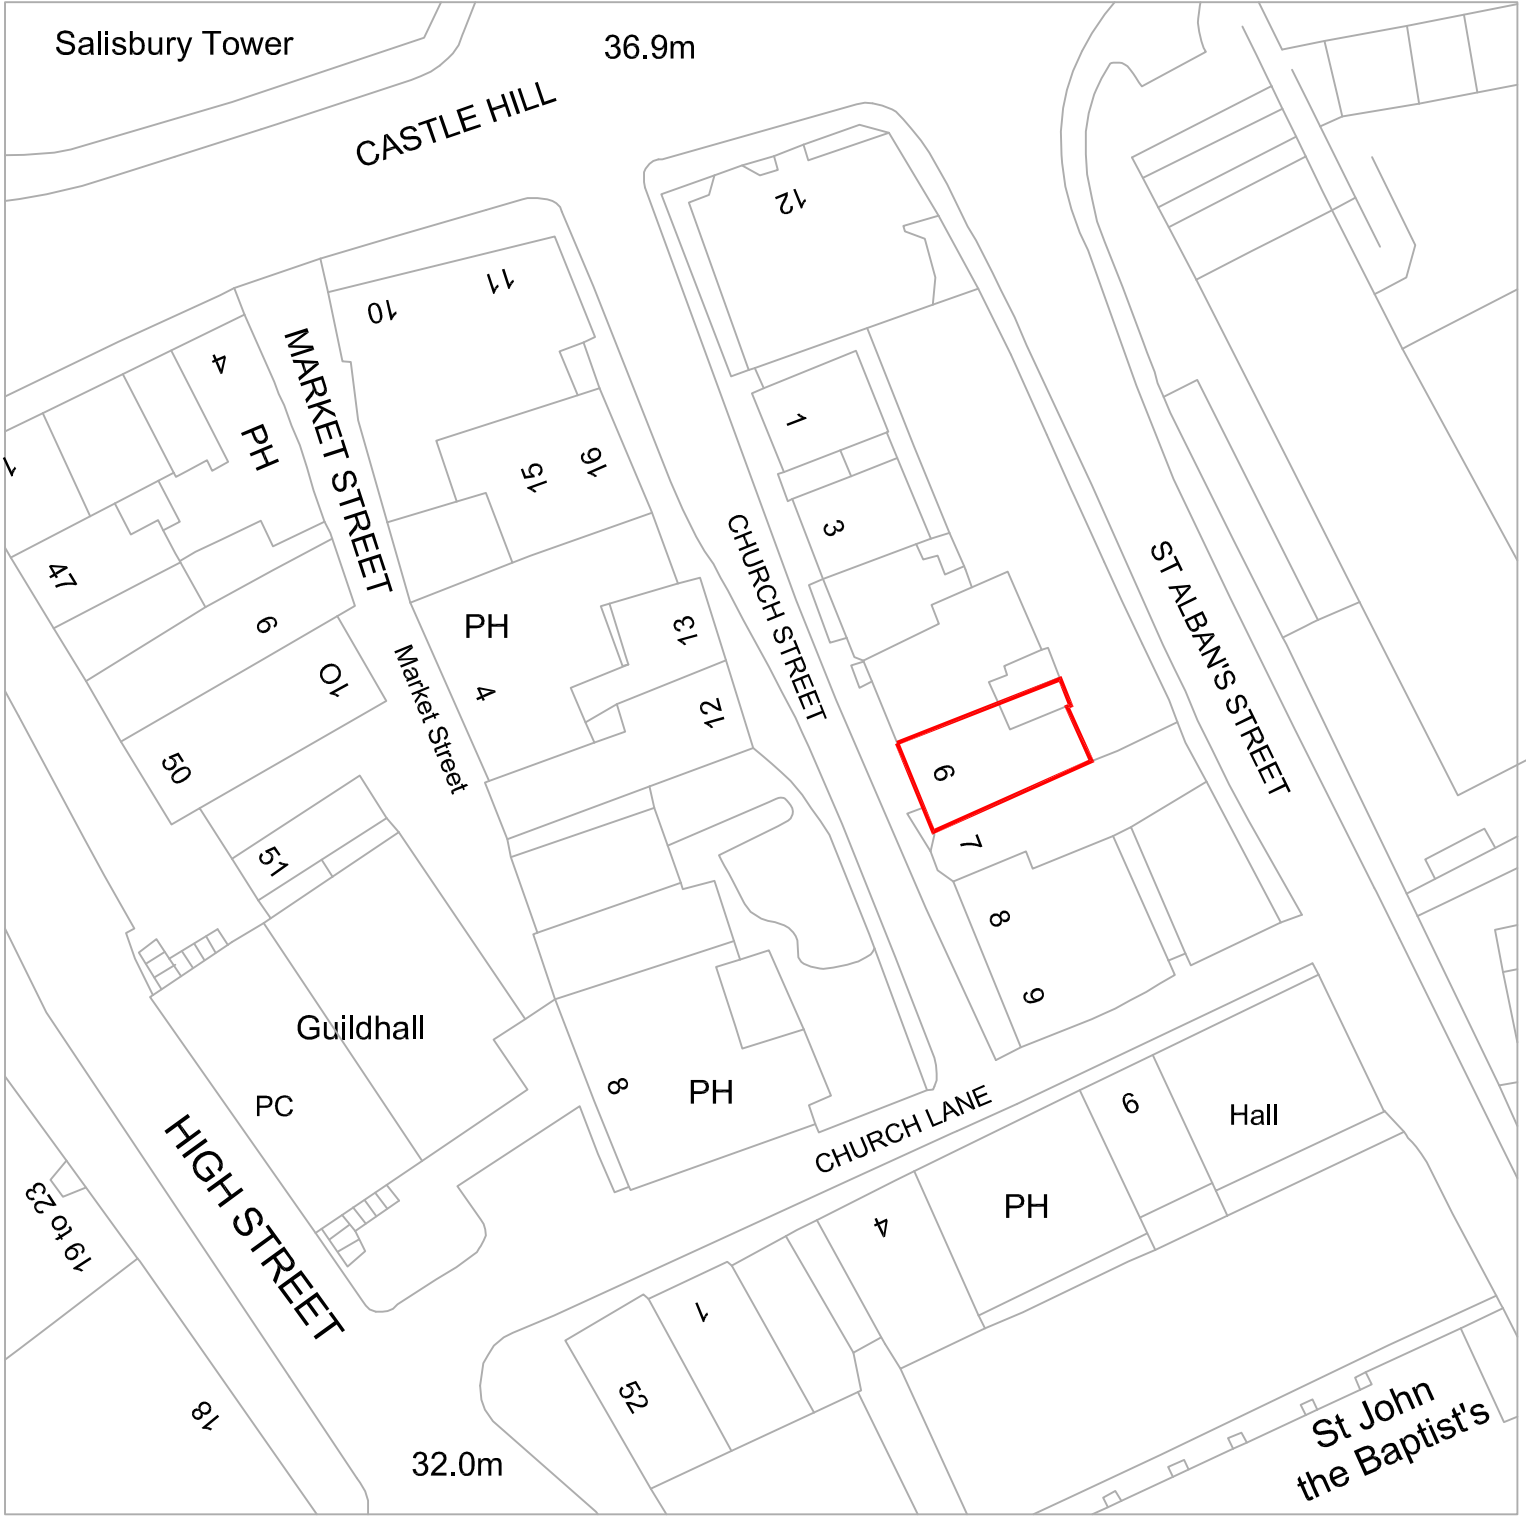 Salisbury Tower
36.9m
CASTLE HILL
12
11
10
4
PH
MARKET STREET
1
15
16
3
47
9
CHURCH STREET
ST ALBAN'S STREET
PH
13
10
Market Street
4
12
50
6
7
51
8
9
Guildhall
PC
8
PH
CHURCH LANE
6
Hall
HIGH STREET
19 to 23
4
PH
1
52
18
32.0m
St John
the Baptist's